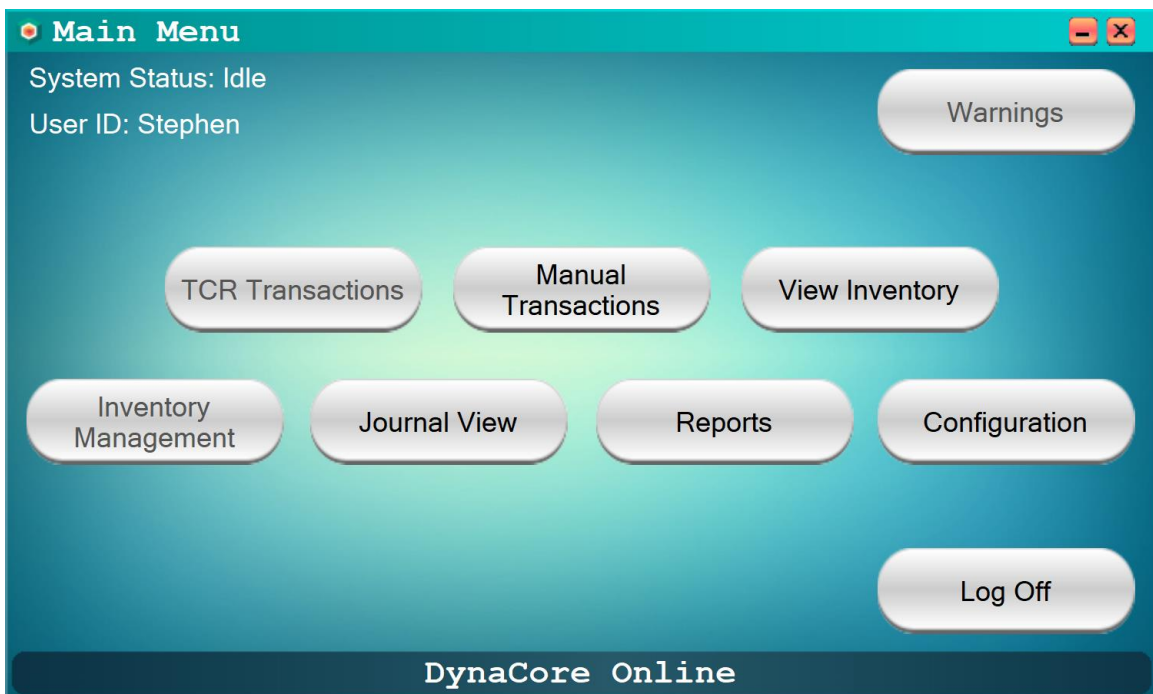 Main Menu
System Status: Idle
User ID: Stephen
Warnings
TCR Transactions
Manual
Transactions
View Inventory
Inventory
Management
Journal View
Reports
Configuration
Log Off
DynaCore Online